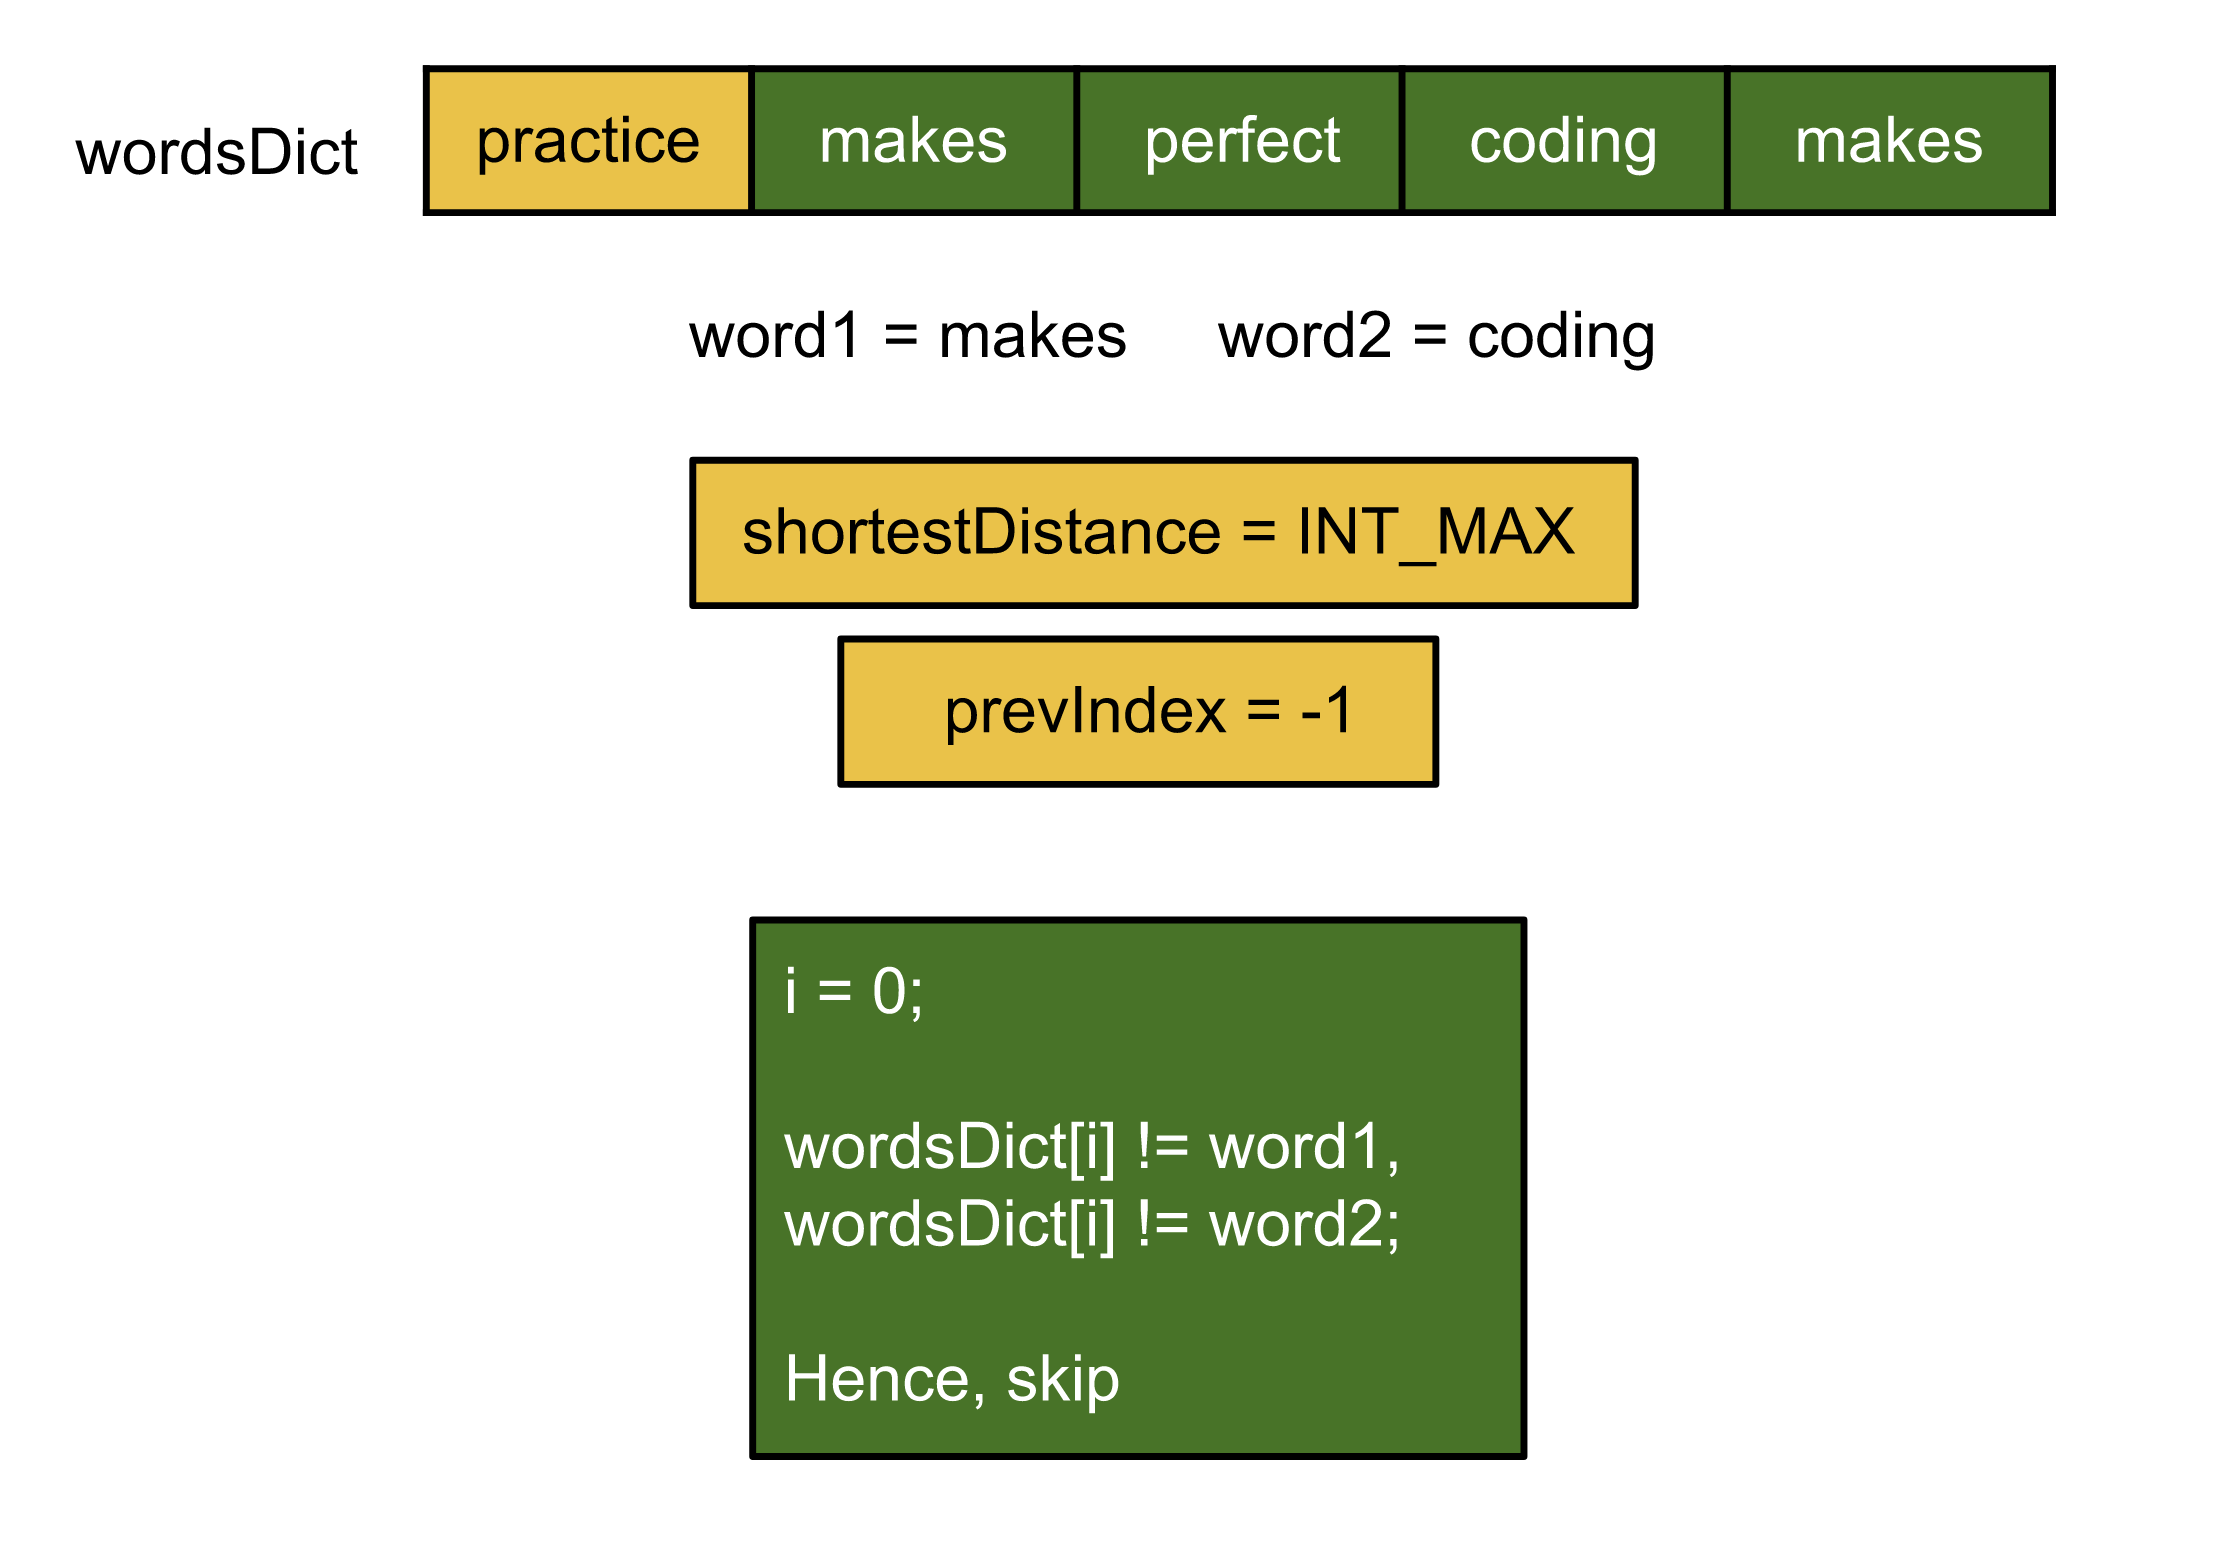 wordsDict practice makes perfect coding makes
word1 = makes word2 = coding
shortestDistance = INT_MAX
prevIndex = -1
i = 0;
wordsDict[i] != word1,
wordsDict[i] != word2;
Hence, skip